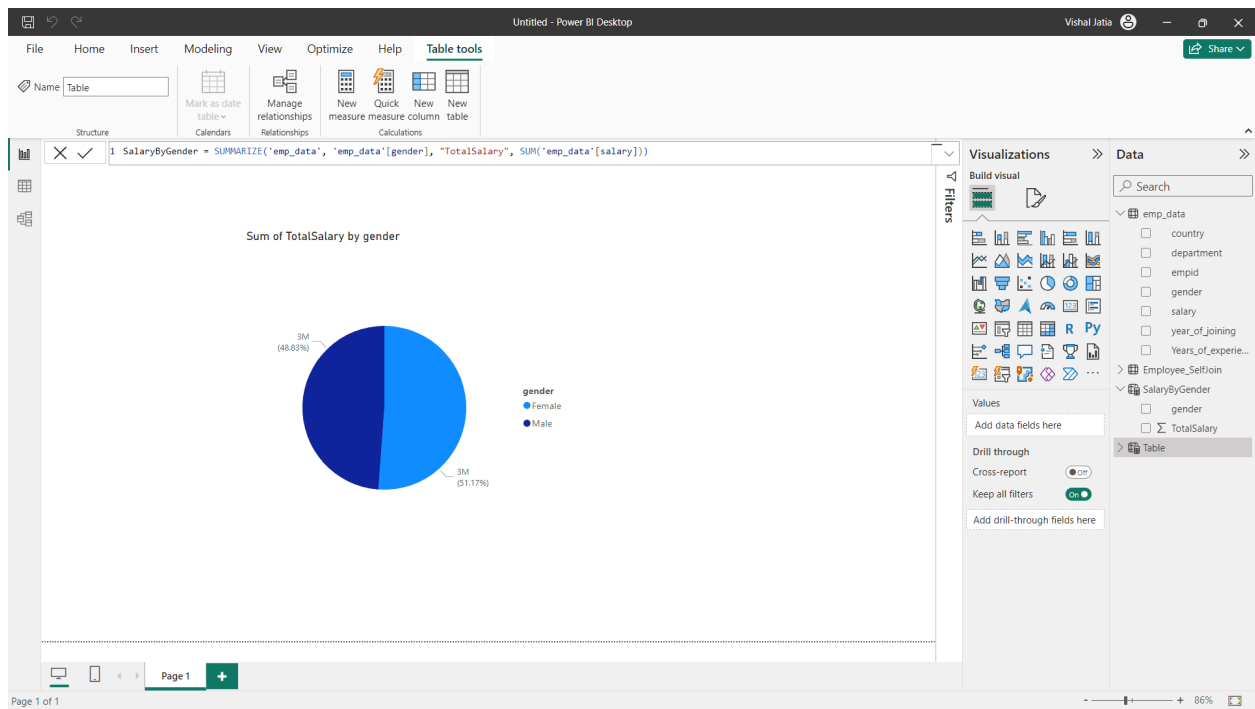 Untitled - Power BI Desktop
Vishal Jatia
File Home Insert Modeling View Optimize Help Table tools
Share
Name Table
Mark as date table
Manage relationships
New measure
Quick measure
New column
New table
Structure
Calendars
Relationships
Calculations
1 SalaryByGender = SUMMARIZE('emp_data', 'emp_data'[gender], "TotalSalary", SUM('emp_data'[salary]))
Sum of TotalSalary by gender
3M
(48.83%)
gender
Female
Male
3M
(51.17%)
Filters
Visualizations
Build visual
123
R Py
123
Values
Add data fields here
Drill through
Cross-report Off
Keep all filters On
Add drill-through fields here
Data
Search
emp_data
country
department
empid
gender
salary
year_of_joining
Years_of_experie...
Employee_SelfJoin
SalaryByGender
gender
∑ TotalSalary
Table
Page 1
Page 1 of 1
- + 86%